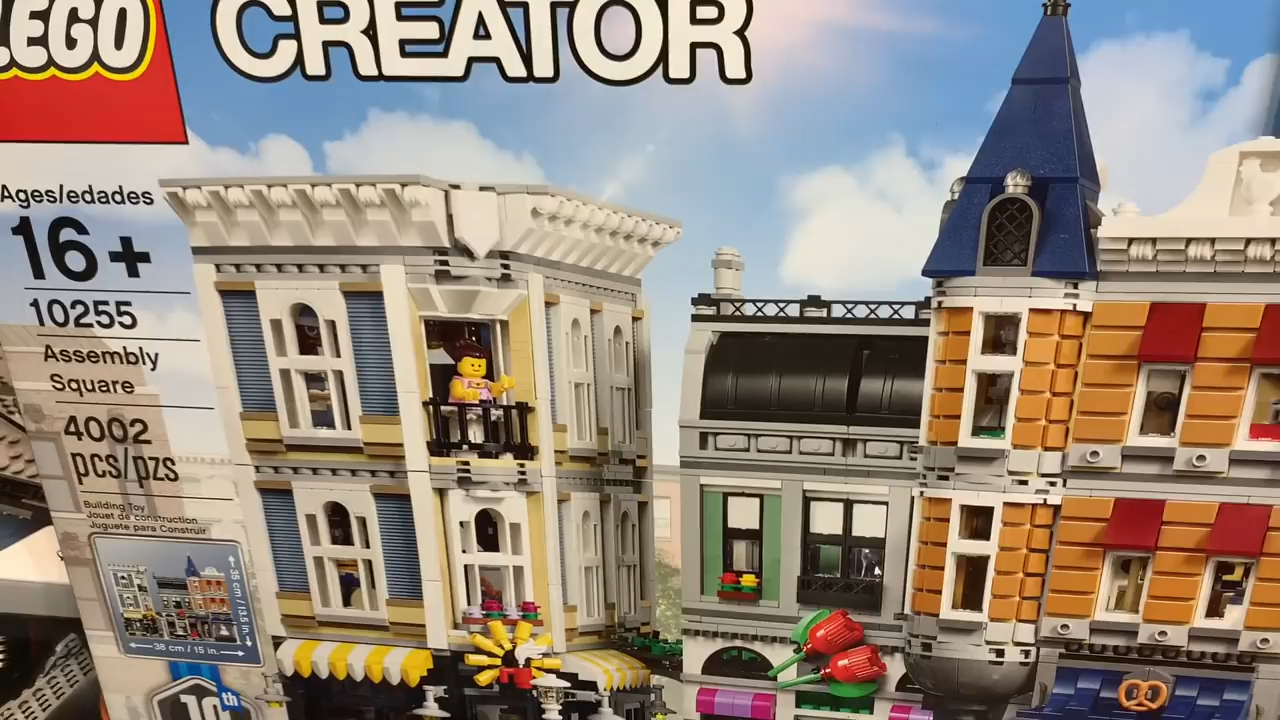 LEGO
CREATOR
Ages/edades
16+
10255
Assembly
Square
4002
pcs/pzs
Building Toy
Jouet de construction
Juguete para Construir
35 cm / 13.5 in.
38 cm / 15 in.
10th